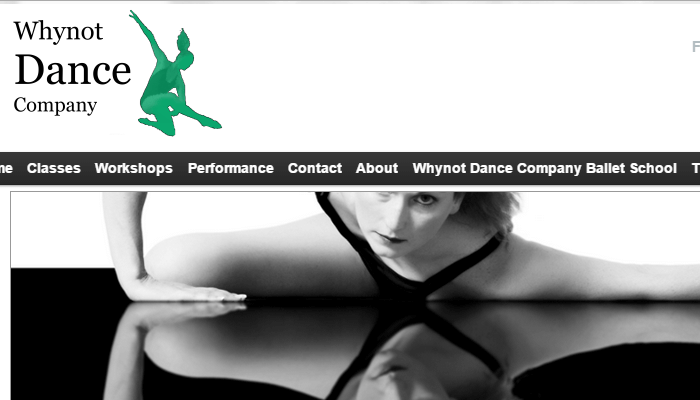 Whynot
Dance
Company
F
me Classes Workshops Performance Contact About Whynot Dance Company Ballet School T